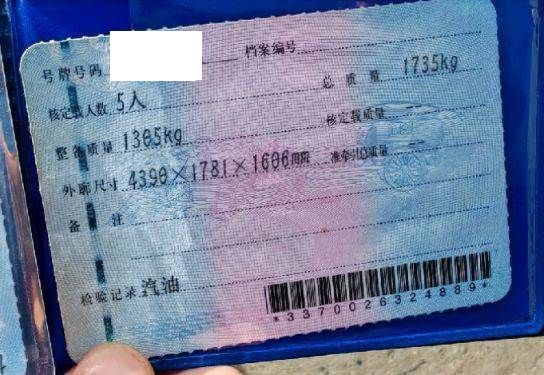 号牌号码 档案编号
核定载人数 5人 总质量 1735kg
整备质量 1305kg 核定载质量
外廓尺寸 4390×1781×1606mm 准牵引总质量
备注
检验记录 汽油
*3370026324889*